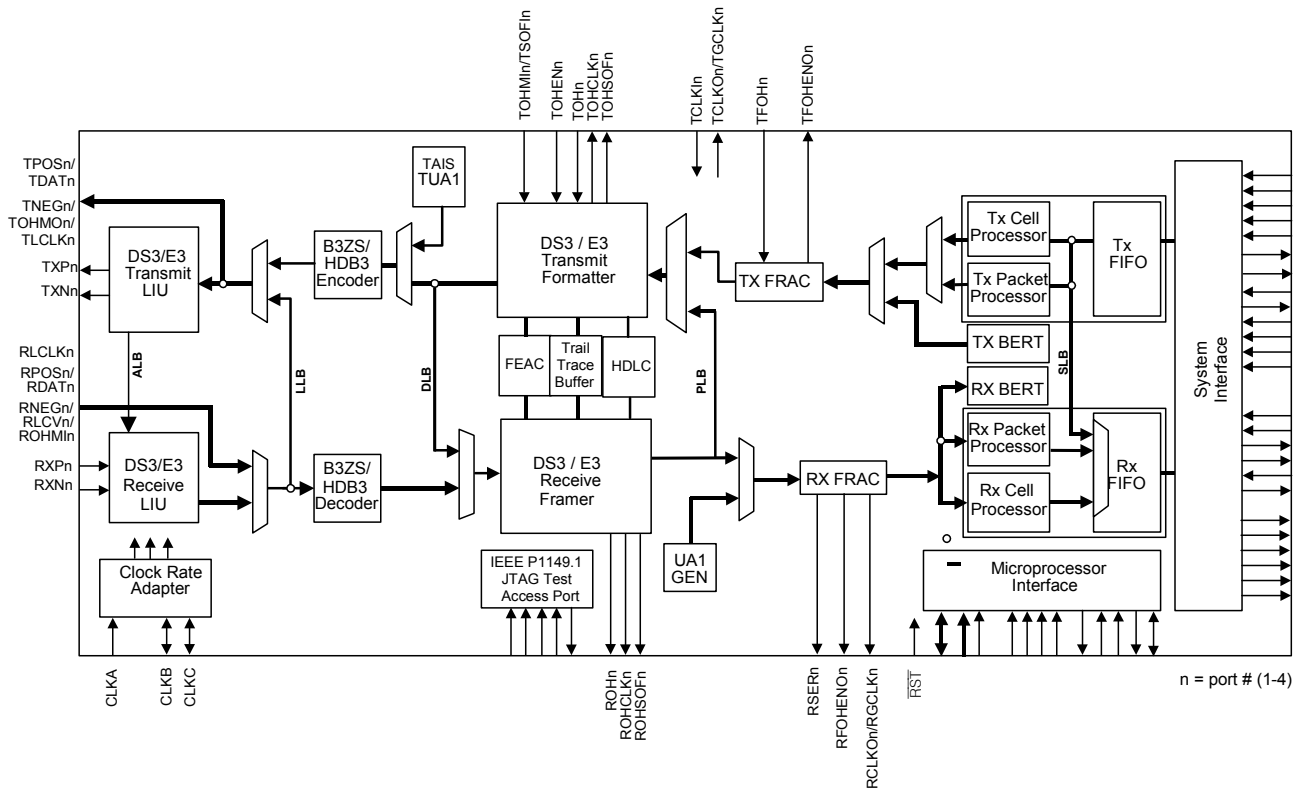 TOHMIn/TSOFIn
TOHENn
TOHn
TOHCLKn
TOHSOFn
TCLKIn
TCLKOn/TGCLKn
TFOHn
TFOHENOn
TPOSn/
TDATn
TNEGn/
TOHMOn/
TLCLKn
TXPn
TXNn
RLCLKn
RPOSn/
RDATn
RNEGn/
RLCVn/
ROHMIn
RXPn
RXNn
DS3/E3
Transmit
LIU
ALB
DS3/E3
Receive
LIU
Clock Rate
Adapter
CLKA
CLKB
CLKC
LLB
B3ZS/
HDB3
Encoder
B3ZS/
HDB3
Decoder
TAIS
TUA1
DLB
DS3 / E3
Transmit
Formatter
FEAC
Trail
Trace
Buffer
HDLC
DS3 / E3
Receive
Framer
IEEE P1149.1
JTAG Test
Access Port
ROHn
ROHCLKn
ROHSOFn
PLB
UA1
GEN
TX FRAC
RX FRAC
RSERn
RFOHENOn
RCLKOn/RGCLKn
Tx Cell
Processor
Tx Packet
Processor
Tx
FIFO
TX BERT
RX BERT
SLB
Rx Packet
Processor
Rx Cell
Processor
Rx
FIFO
Microprocessor
Interface
RST
System
Interface
n = port # (1-4)